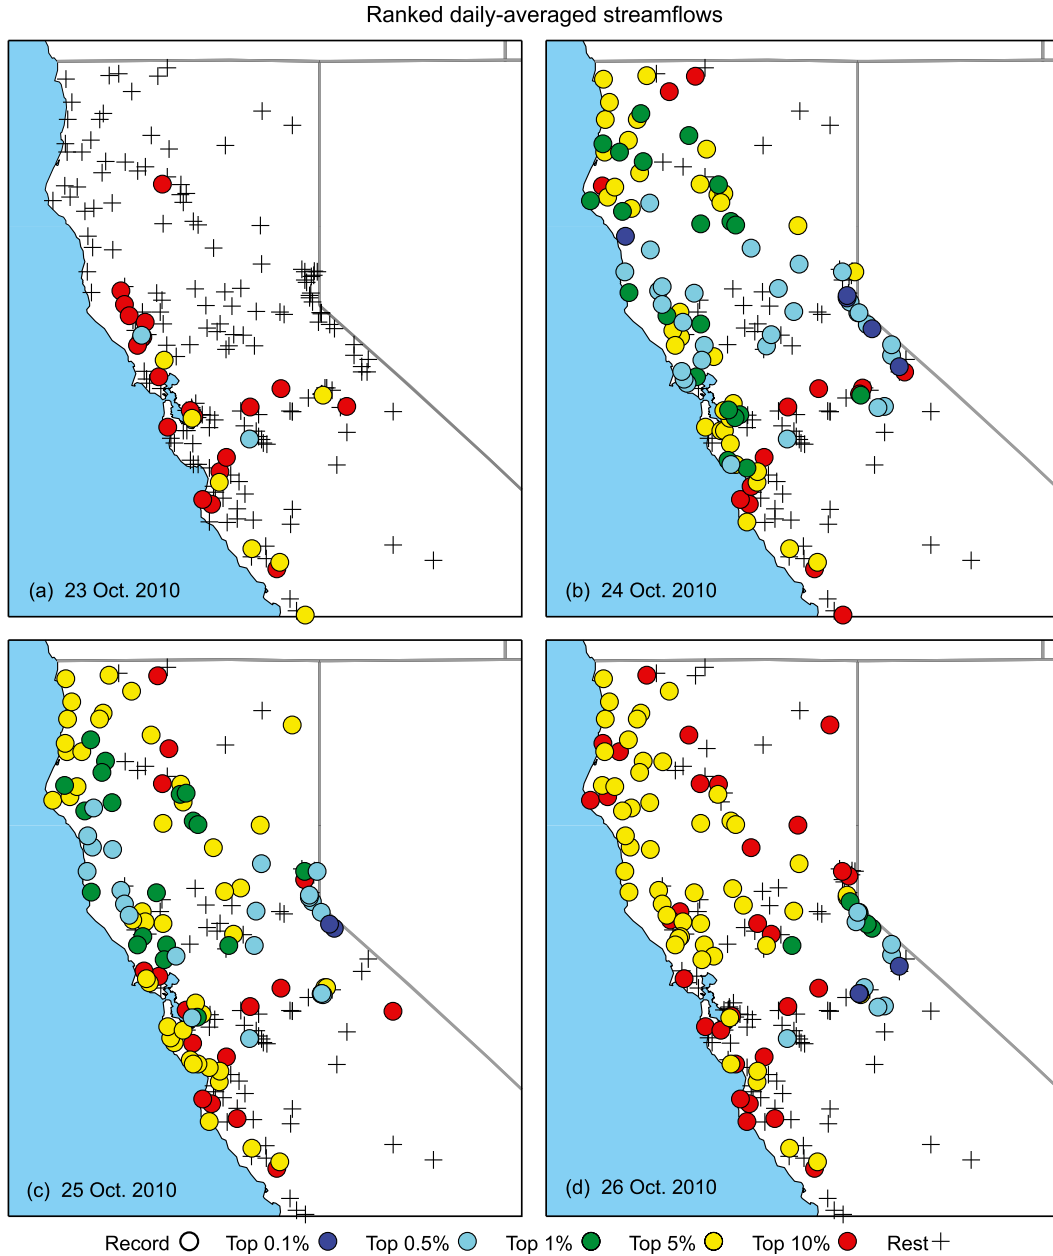 Ranked daily-averaged streamflows
(a) 23 Oct. 2010
(b) 24 Oct. 2010
(c) 25 Oct. 2010
(d) 26 Oct. 2010
Record Top 0.1% Top 0.5% Top 1% Top 5% Top 10% Rest